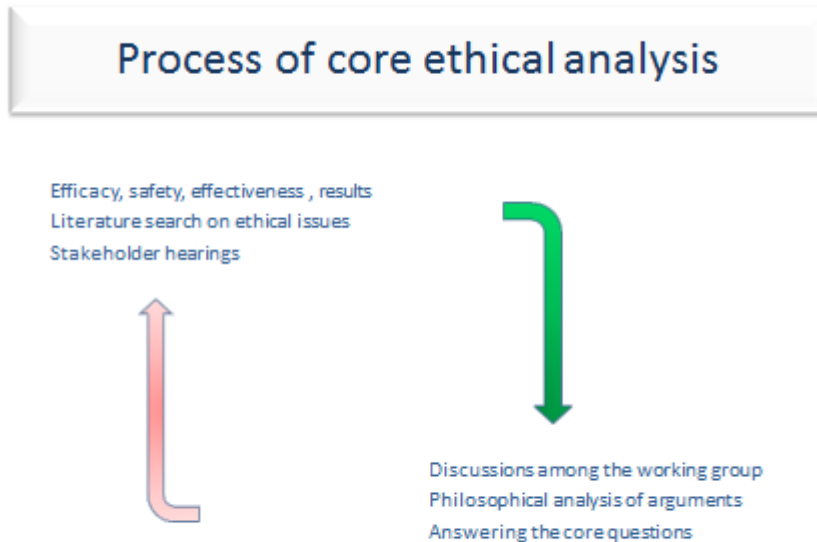 Process of core ethical analysis
Efficacy, safety, effectiveness , results
Literature search on ethical issues
Stakeholder hearings
Discussions among the working group
Philosophical analysis of arguments
Answering the core questions